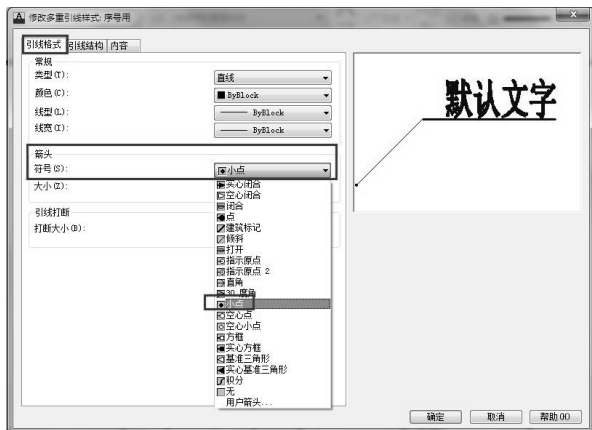 修改多重引线样式: 序号用
引线格式 引线结构 内容
常规
类型(T): 直线
颜色(C): ByBlock
线型(L): ByBlock
线宽(I): ByBlock
箭头
符号(S): 小点
大小(Z):
引线打断
打断大小(B):
实心闭合
空心闭合
闭合
点
建筑标记
倾斜
打开
指示原点
指示原点 2
直角
30 度角
小点
空心点
空心小点
方框
实心方框
基准三角形
实心基准三角形
积分
无
用户箭头...
默认文字
确定 取消 帮助(H)